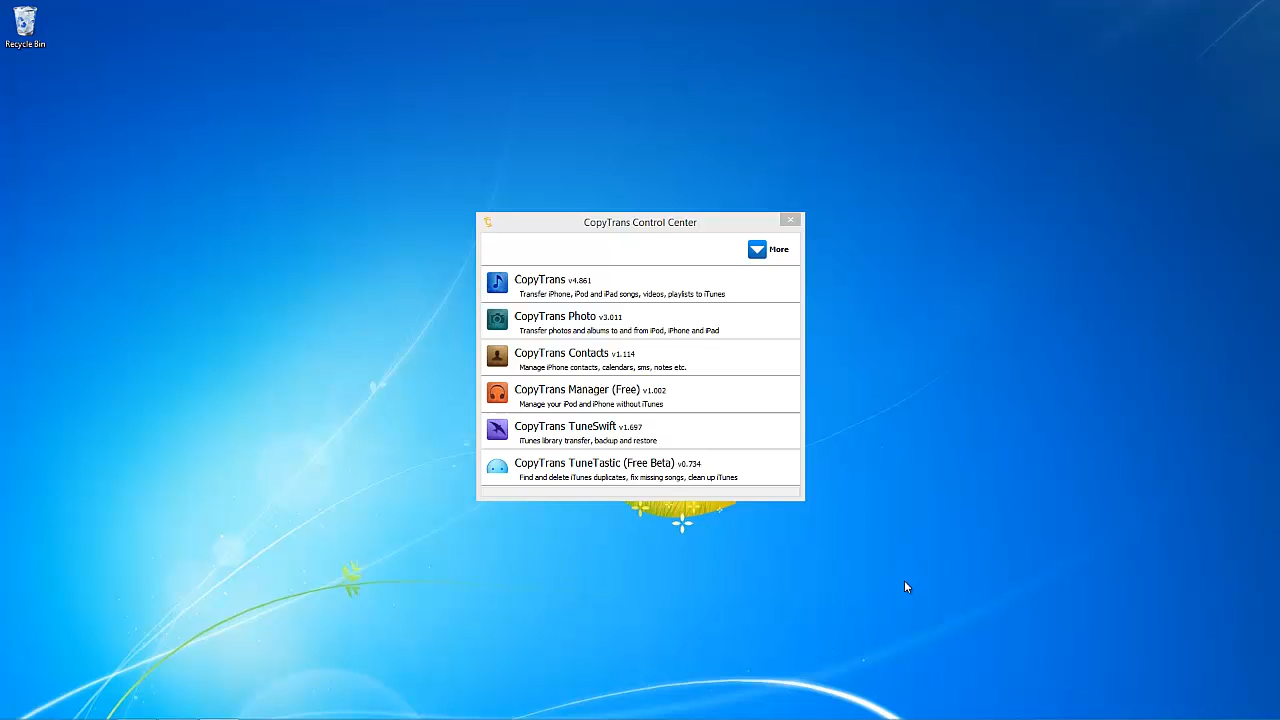 Recycle Bin
CopyTrans Control Center
More
CopyTrans v4.861
Transfer iPhone, iPod and iPad songs, videos, playlists to iTunes
CopyTrans Photo v3.011
Transfer photos and albums to and from iPod, iPhone and iPad
CopyTrans Contacts v1.114
Manage iPhone contacts, calendars, sms, notes etc.
CopyTrans Manager (Free) v1.002
Manage your iPod and iPhone without iTunes
CopyTrans TuneSwift v1.697
iTunes library transfer, backup and restore
CopyTrans TuneTastic (Free Beta) v0.734
Find and delete iTunes duplicates, fix missing songs, clean up iTunes